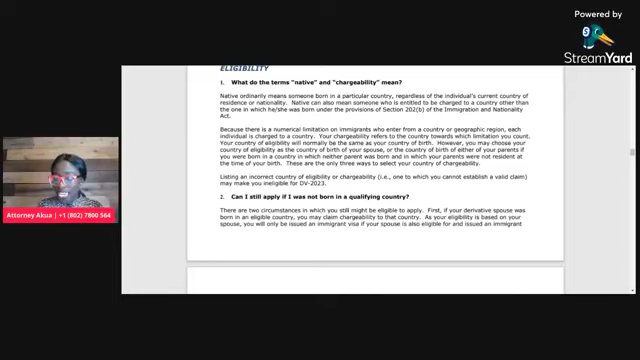 Powered by
StreamYard
ELIGIBILITY
1. What do the terms "native" and "chargeability" mean?
Native ordinarily means someone born in a particular country, regardless of the individual's current country of
residence or nationality. Native can also mean someone who is entitled to be charged to a country other than
the one in which he/she was born under the provisions of Section 202(b) of the Immigration and Nationality
Act.
Because there is a numerical limitation on immigrants who enter from a country or geographic region, each
individual is charged to a country. Your chargeability refers to the country towards which limitation you count.
Your country of eligibility will normally be the same as your country of birth. However, you may choose your
country of eligibility as the country of birth of your spouse, or the country of birth of either of your parents if
you were born in a country in which neither parent was born and in which your parents were not resident at
the time of your birth. These are the only three ways to select your country of chargeability.
Listing an incorrect country of eligibility or chargeability (i.e., one to which you cannot establish a valid claim)
may make you ineligible for DV-2023.
2. Can I still apply if I was not born in a qualifying country?
There are two circumstances in which you still might be eligible to apply. First, if your derivative spouse was
born in an eligible country, you may claim chargeability to that country. As your eligibility is based on your
spouse, you will only be issued an immigrant visa if your spouse is also eligible for and issued an immigrant
Attorney Akua | +1 (802) 7800 564